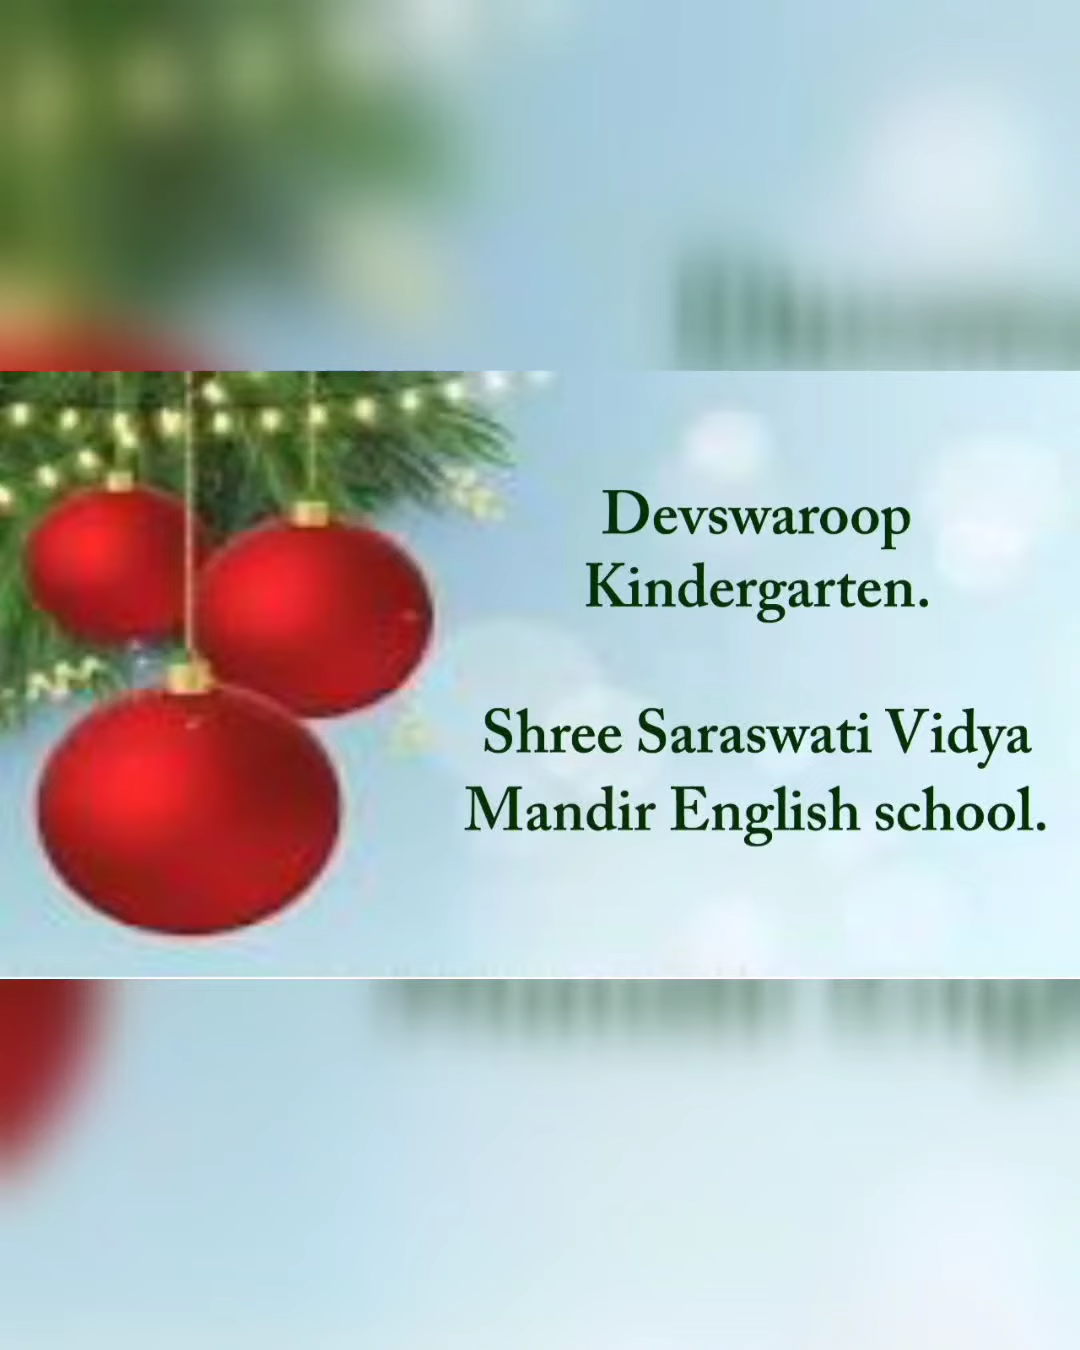 Devswaroop
Kindergarten.
Shree Saraswati Vidya
Mandir English school.